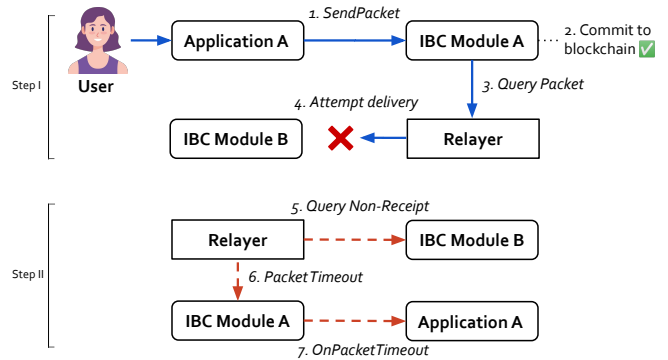 1. SendPacket
Application A
IBC Module A
2. Commit to
blockchain ✅
User
Step I
3. Query Packet
4. Attempt delivery
IBC Module B
Relayer
5. Query Non-Receipt
Relayer
IBC Module B
Step II
6. PacketTimeout
IBC Module A
Application A
7. OnPacketTimeout